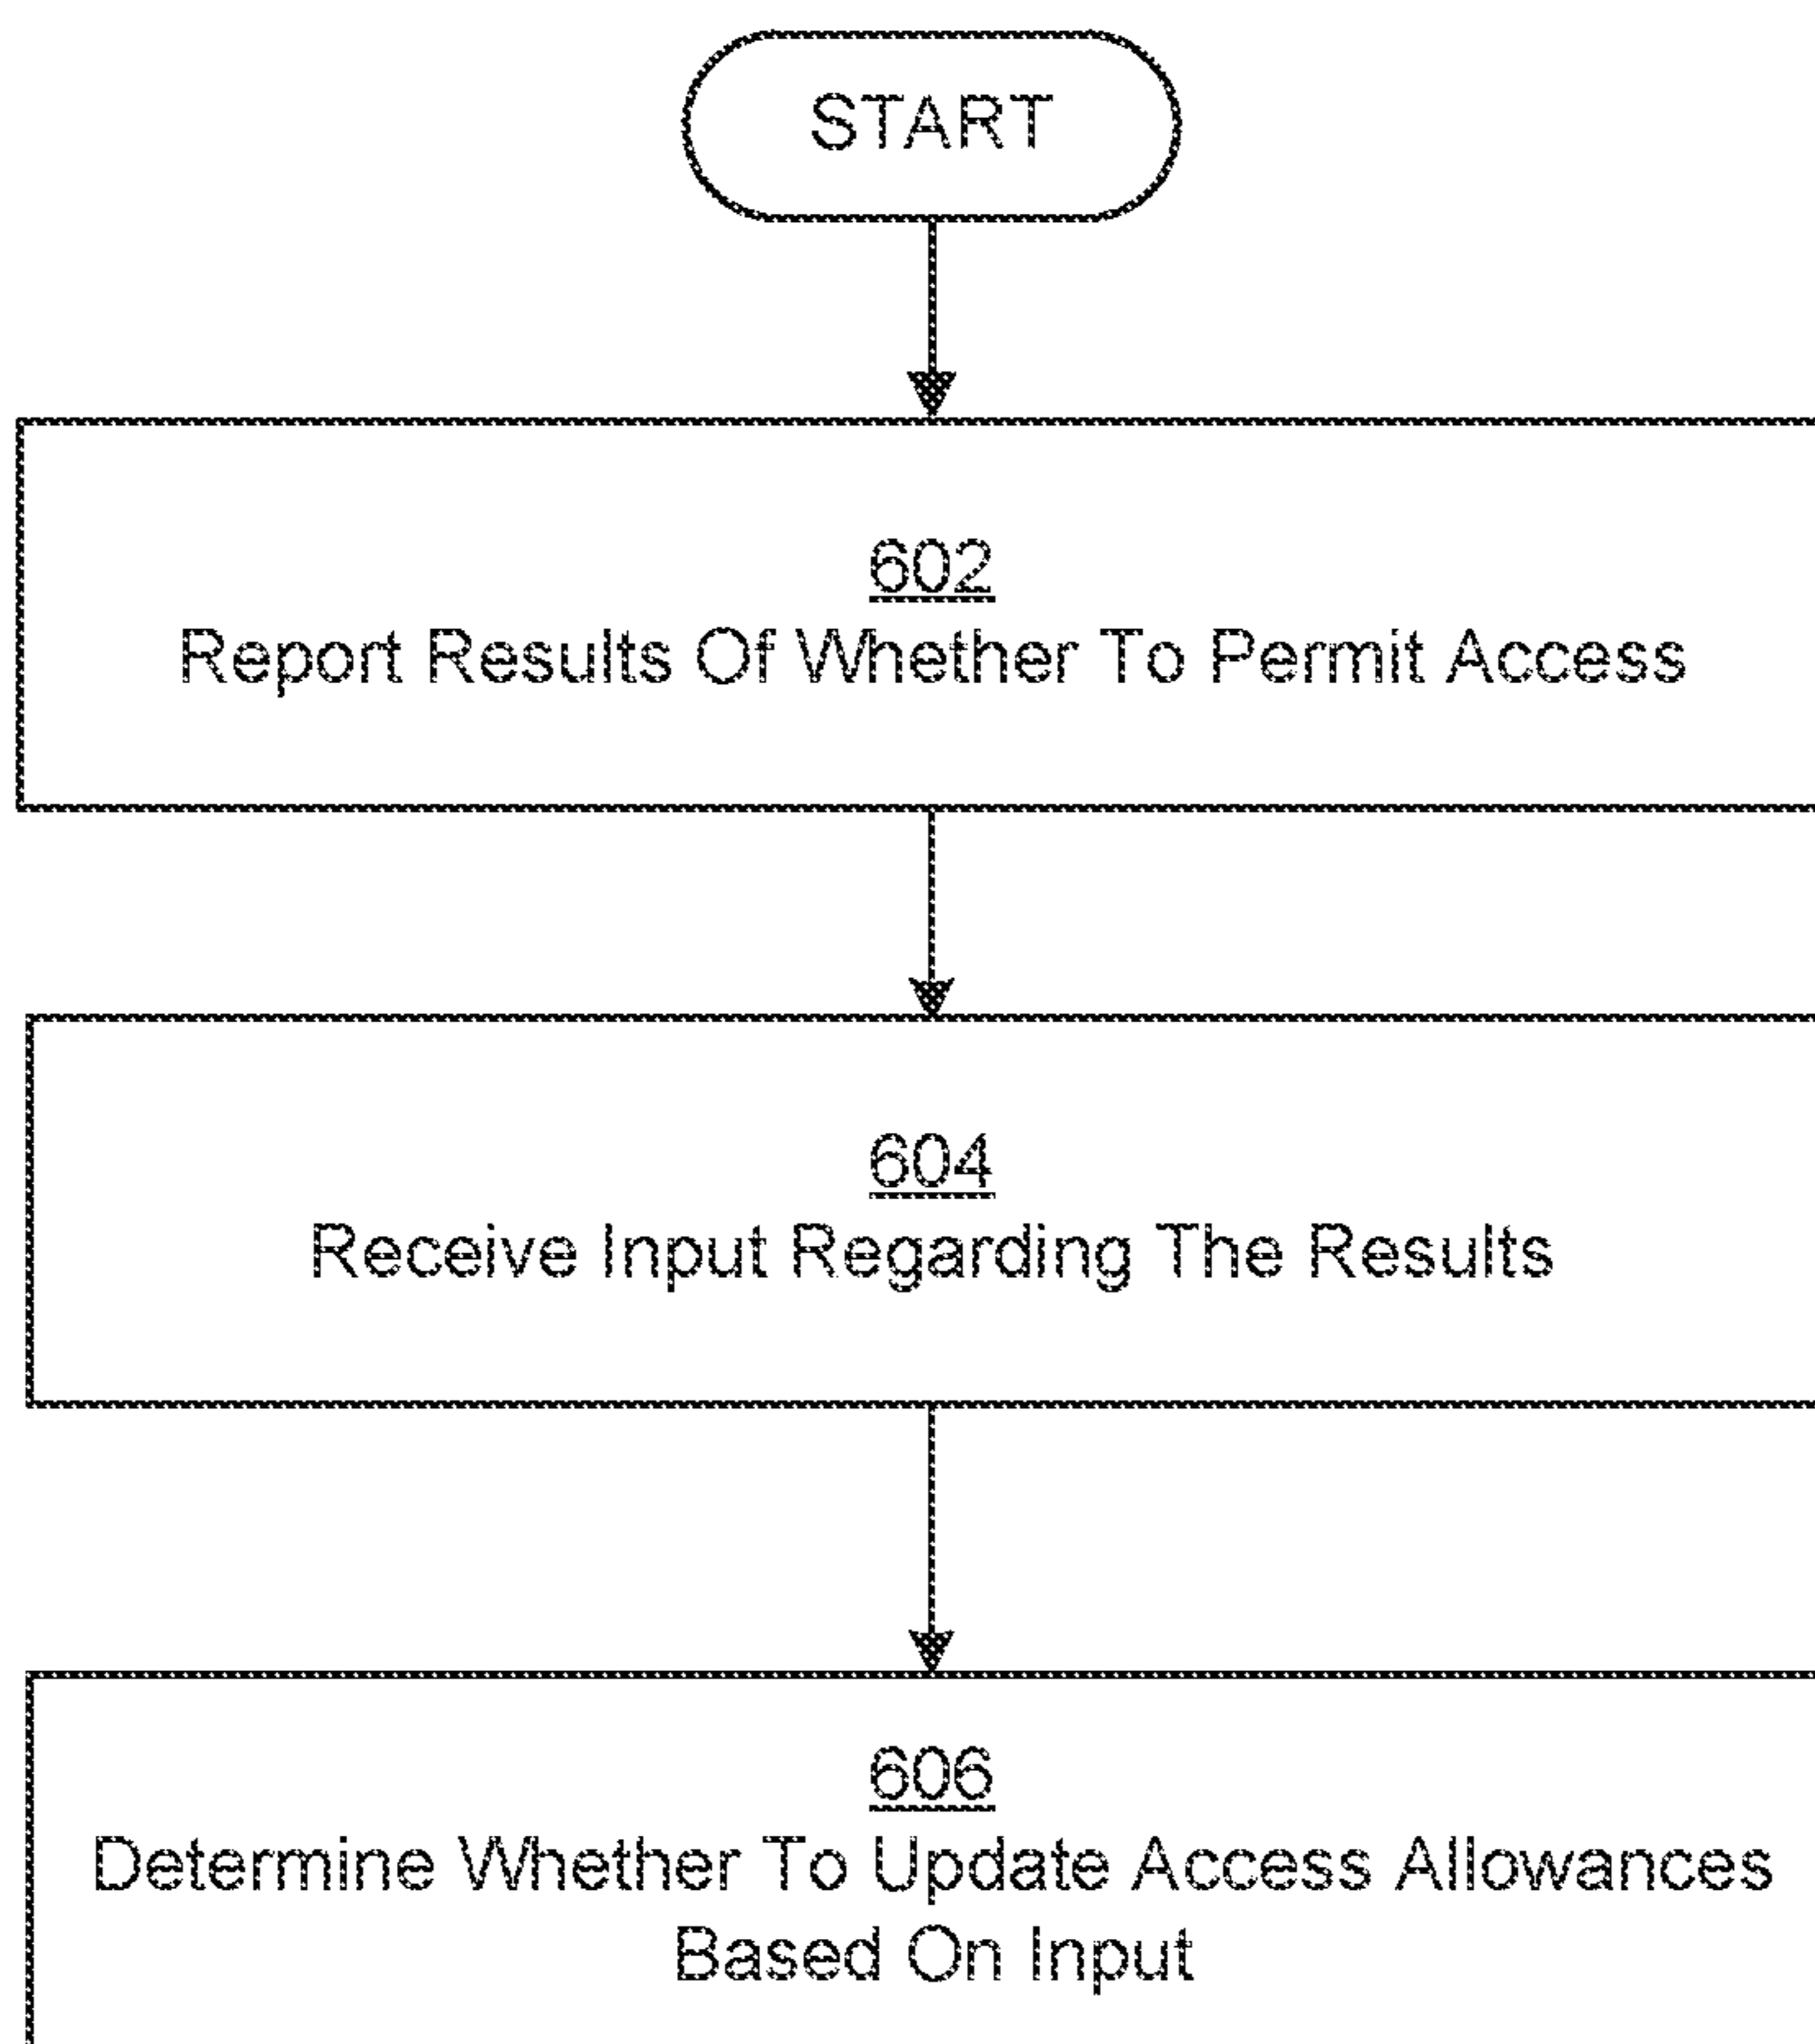 START
602
Report Results Of Whether To Permit Access
604
Receive Input Regarding The Results
606
Determine Whether To Update Access Allowances
Based On Input